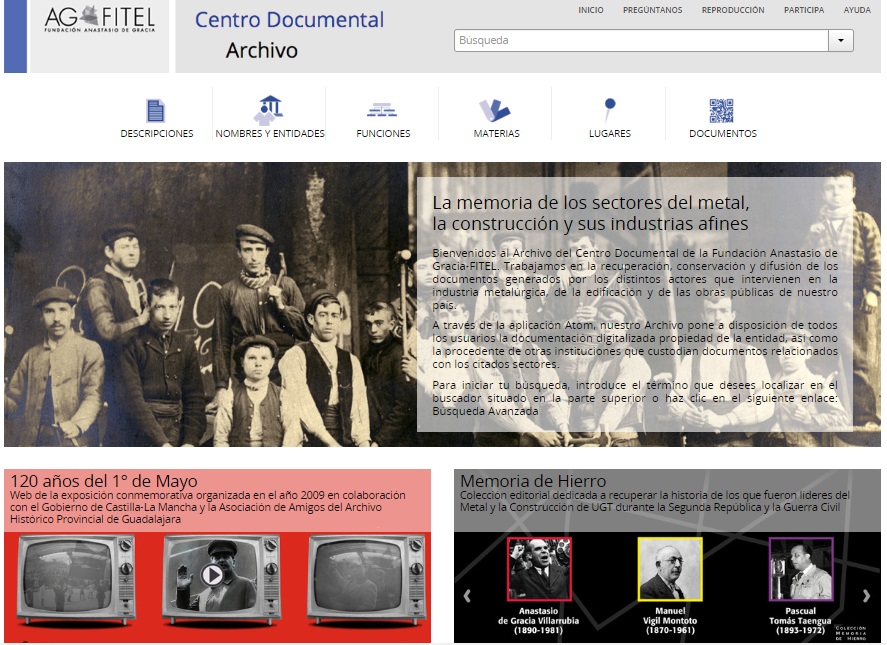 AG FITEL
FUNDACIÓN ANASTASIO DE GRACIA
Centro Documental
Archivo
INICIO PREGÚNTANOS REPRODUCCIÓN PARTICIPA AYUDA
Búsqueda
DESCRIPCIONES NOMBRES Y ENTIDADES FUNCIONES MATERIAS LUGARES DOCUMENTOS
La memoria de los sectores del metal,
la construcción y sus industrias afines
Bienvenidos al Archivo del Centro Documental de la Fundación Anastasio de
Gracia-FITEL. Trabajamos en la recuperación, conservación y difusión de los
documentos generados por los distintos actores que intervienen en la
industria metalúrgica, de la edificación y de las obras públicas de nuestro
país.
A través de la aplicación Atom, nuestro Archivo pone a disposición de todos
los usuarios la documentación digitalizada propiedad de la entidad, así como
la procedente de otras instituciones que custodian documentos relacionados
con los citados sectores.
Para iniciar tu búsqueda, introduce el término que desees localizar en el
buscador situado en la parte superior o haz clic en el siguiente enlace:
Búsqueda Avanzada
120 años del 1º de Mayo
Web de la exposición conmemorativa organizada en el año 2009 en colaboración
con el Gobierno de Castilla-La Mancha y la Asociación de Amigos del Archivo
Histórico Provincial de Guadalajara
Memoria de Hierro
Colección editorial dedicada a recuperar la historia de los que fueron líderes del
Metal y la Construcción de UGT durante la Segunda República y la Guerra Civil
Anastasio
de Gracia Villarrubia
(1890-1981)
Manuel
Vigil Montoto
(1870-1961)
Pascual
Tomás Taengua
(1893-1972)
COLECCIÓN
MEMORIA
DE HIERRO